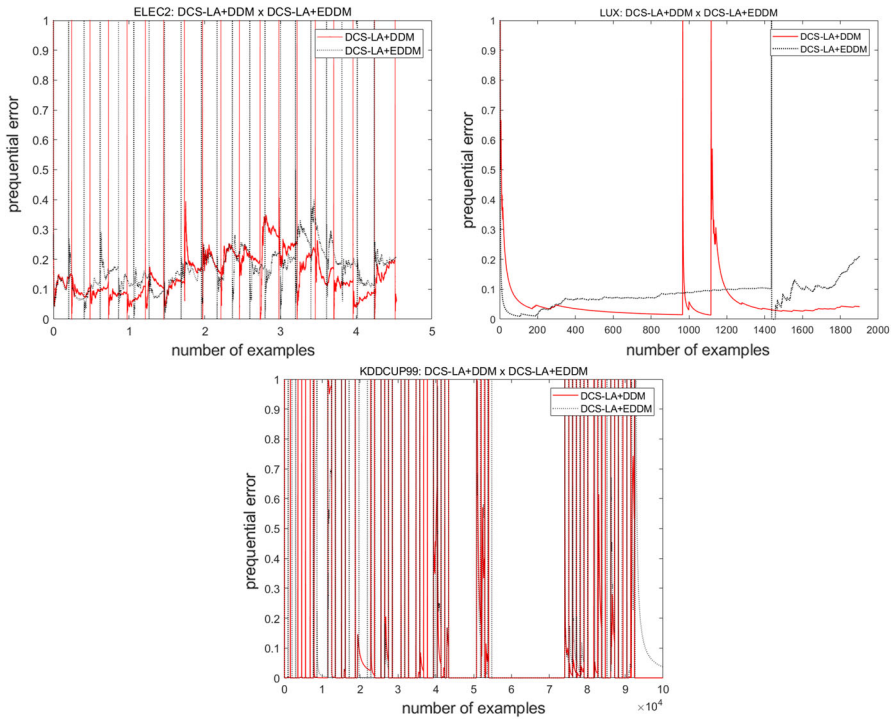 ELEC2: DCS-LA+DDM x DCS-LA+EDDM
1
0.9
0.8
0.7
0.6
0.5
0.4
0.3
0.2
0.1
0
prequential error
DCS-LA+DDM
DCS-LA+EDDM
0 1 2 3 4 5
number of examples
LUX: DCS-LA+DDM x DCS-LA+EDDM
1
0.9
0.8
0.7
0.6
0.5
0.4
0.3
0.2
0.1
0
prequential error
DCS-LA+DDM
DCS-LA+EDDM
0 200 400 600 800 1000 1200 1400 1600 1800 2000
number of examples
KDDCUP99: DCS-LA+DDM x DCS-LA+EDDM
1
0.9
0.8
0.7
0.6
0.5
0.4
0.3
0.2
0.1
0
prequential error
DCS-LA+DDM
DCS-LA+EDDM
0 1 2 3 4 5 6 7 8 9 10
number of examples
×10⁴